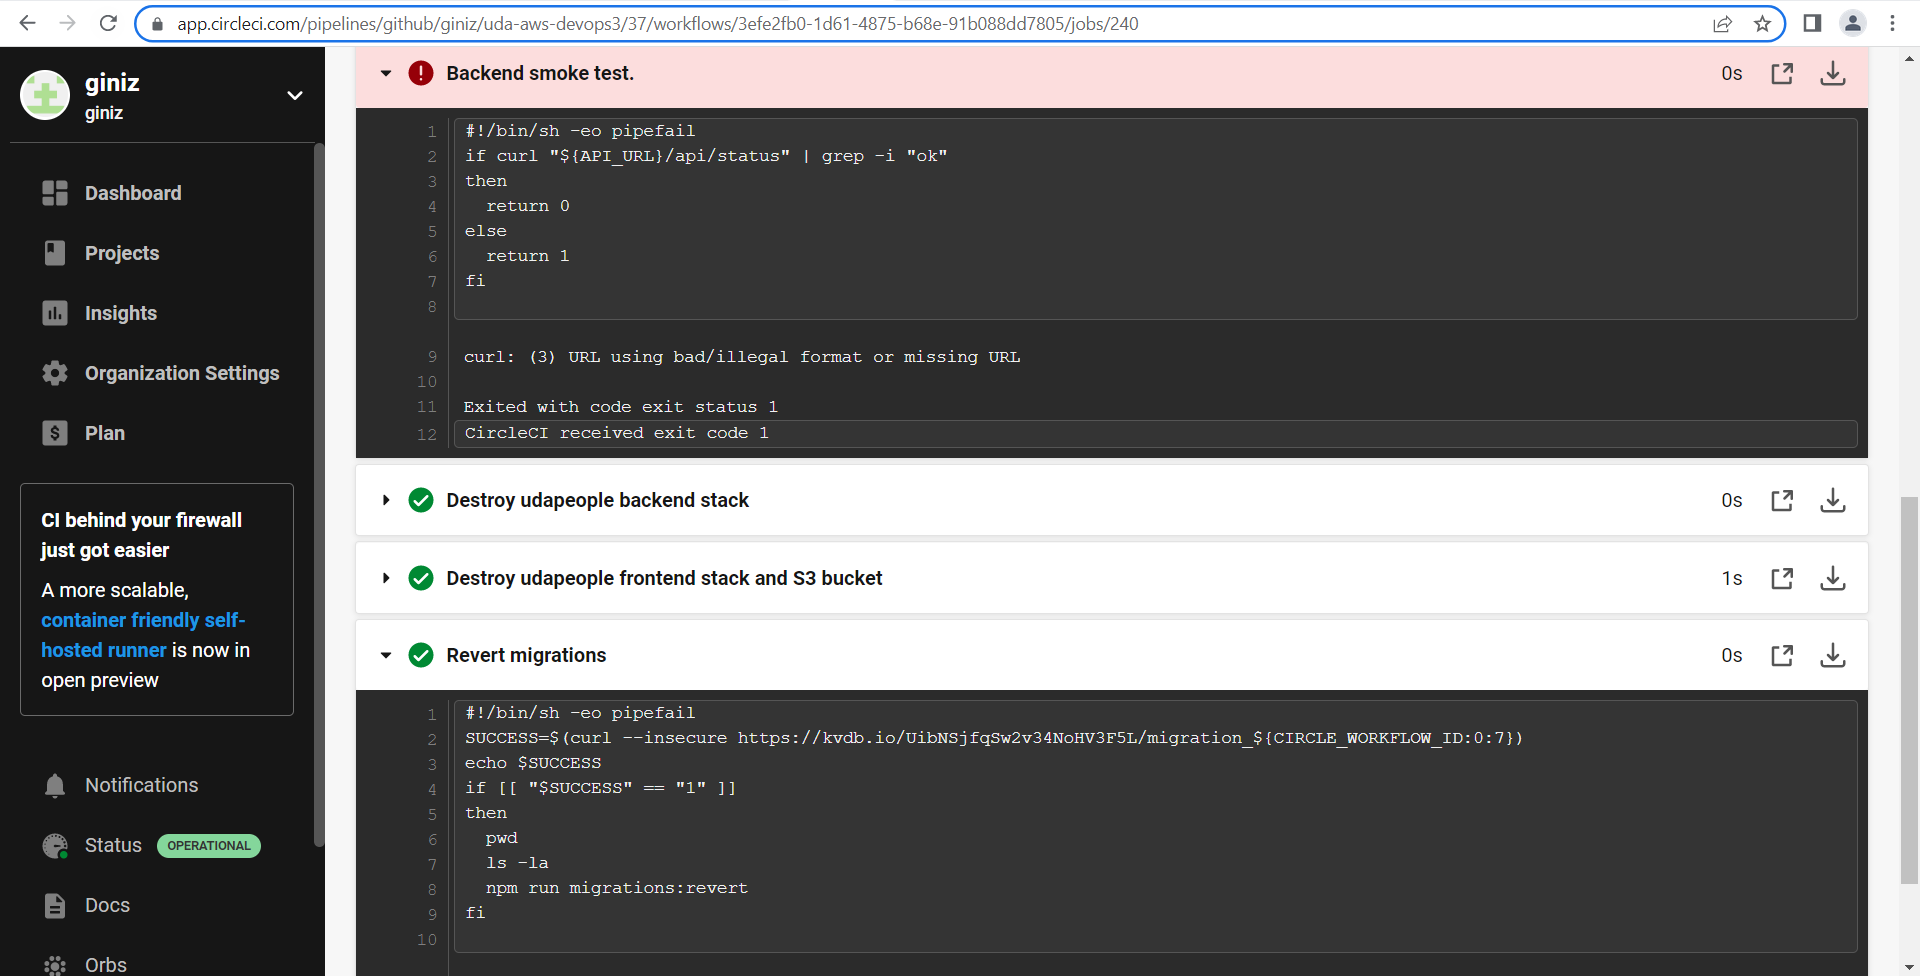 app.circleci.com/pipelines/github/giniz/uda-aws-devops3/37/workflows/3efe2fb0-1d61-4875-b68e-91b088dd7805/jobs/240
giniz
giniz
Dashboard
Projects
Insights
Organization Settings
Plan
CI behind your firewall
just got easier
A more scalable,
container friendly self-
hosted runner is now in
open preview
Notifications
Status OPERATIONAL
Docs
Orbs
Backend smoke test. 0s
1 #!/bin/sh -eo pipefail
2 if curl "${API_URL}/api/status" | grep -i "ok"
3 then
4 return 0
5 else
6 return 1
7 fi
8
9 curl: (3) URL using bad/illegal format or missing URL
10
11 Exited with code exit status 1
12 CircleCI received exit code 1
Destroy udapeople backend stack 0s
Destroy udapeople frontend stack and S3 bucket 1s
Revert migrations 0s
1 #!/bin/sh -eo pipefail
2 SUCCESS=$(curl --insecure https://kvdb.io/UibNSjfqSw2v34NoHV3F5L/migration_${CIRCLE_WORKFLOW_ID:0:7})
3 echo $SUCCESS
4 if [[ "$SUCCESS" == "1" ]]
5 then
6 pwd
7 ls -la
8 npm run migrations:revert
9 fi
10